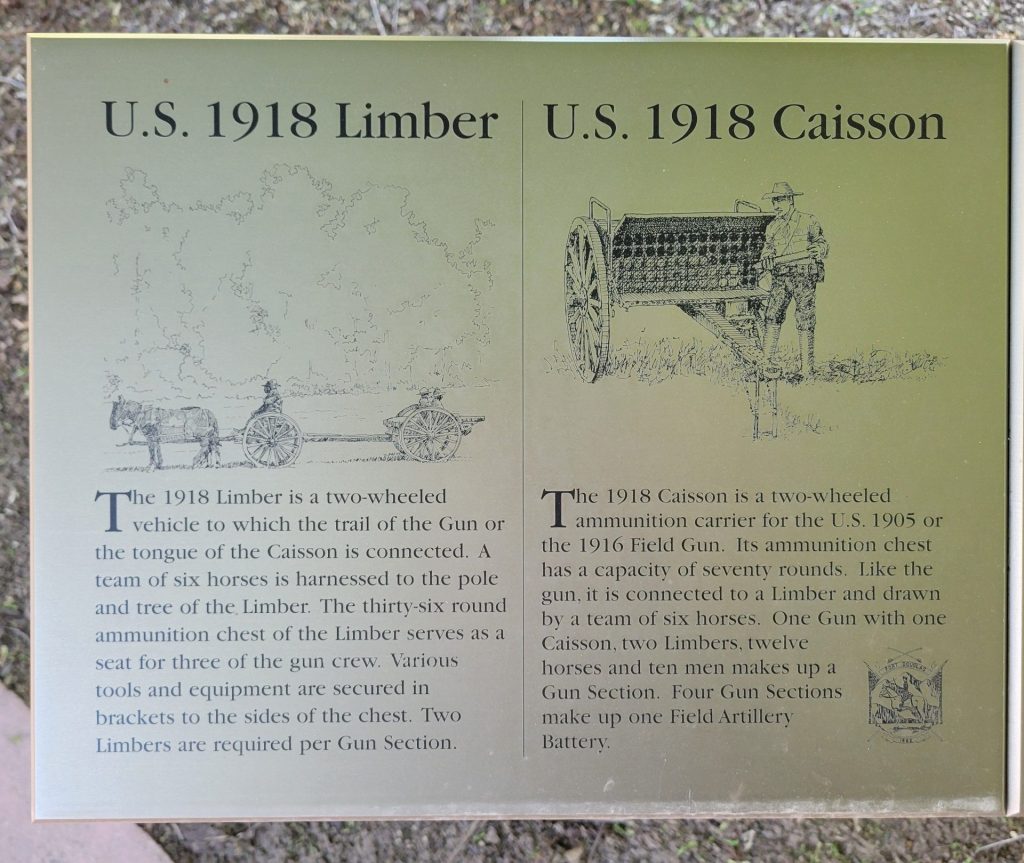 U.S. 1918 Limber
The 1918 Limber is a two-wheeled
vehicle to which the trail of the Gun or
the tongue of the Caisson is connected. A
team of six horses is harnessed to the pole
and tree of the Limber. The thirty-six round
ammunition chest of the Limber serves as a
seat for three of the gun crew. Various
tools and equipment are secured in
brackets to the sides of the chest. Two
Limbers are required per Gun Section.
U.S. 1918 Caisson
The 1918 Caisson is a two-wheeled
ammunition carrier for the U.S. 1905 or
the 1916 Field Gun. Its ammunition chest
has a capacity of seventy rounds. Like the
gun, it is connected to a Limber and drawn
by a team of six horses. One Gun with one
Caisson, two Limbers, twelve
horses and ten men makes up a
Gun Section. Four Gun Sections
make up one Field Artillery
Battery.
FORT DOUGLAS
1862